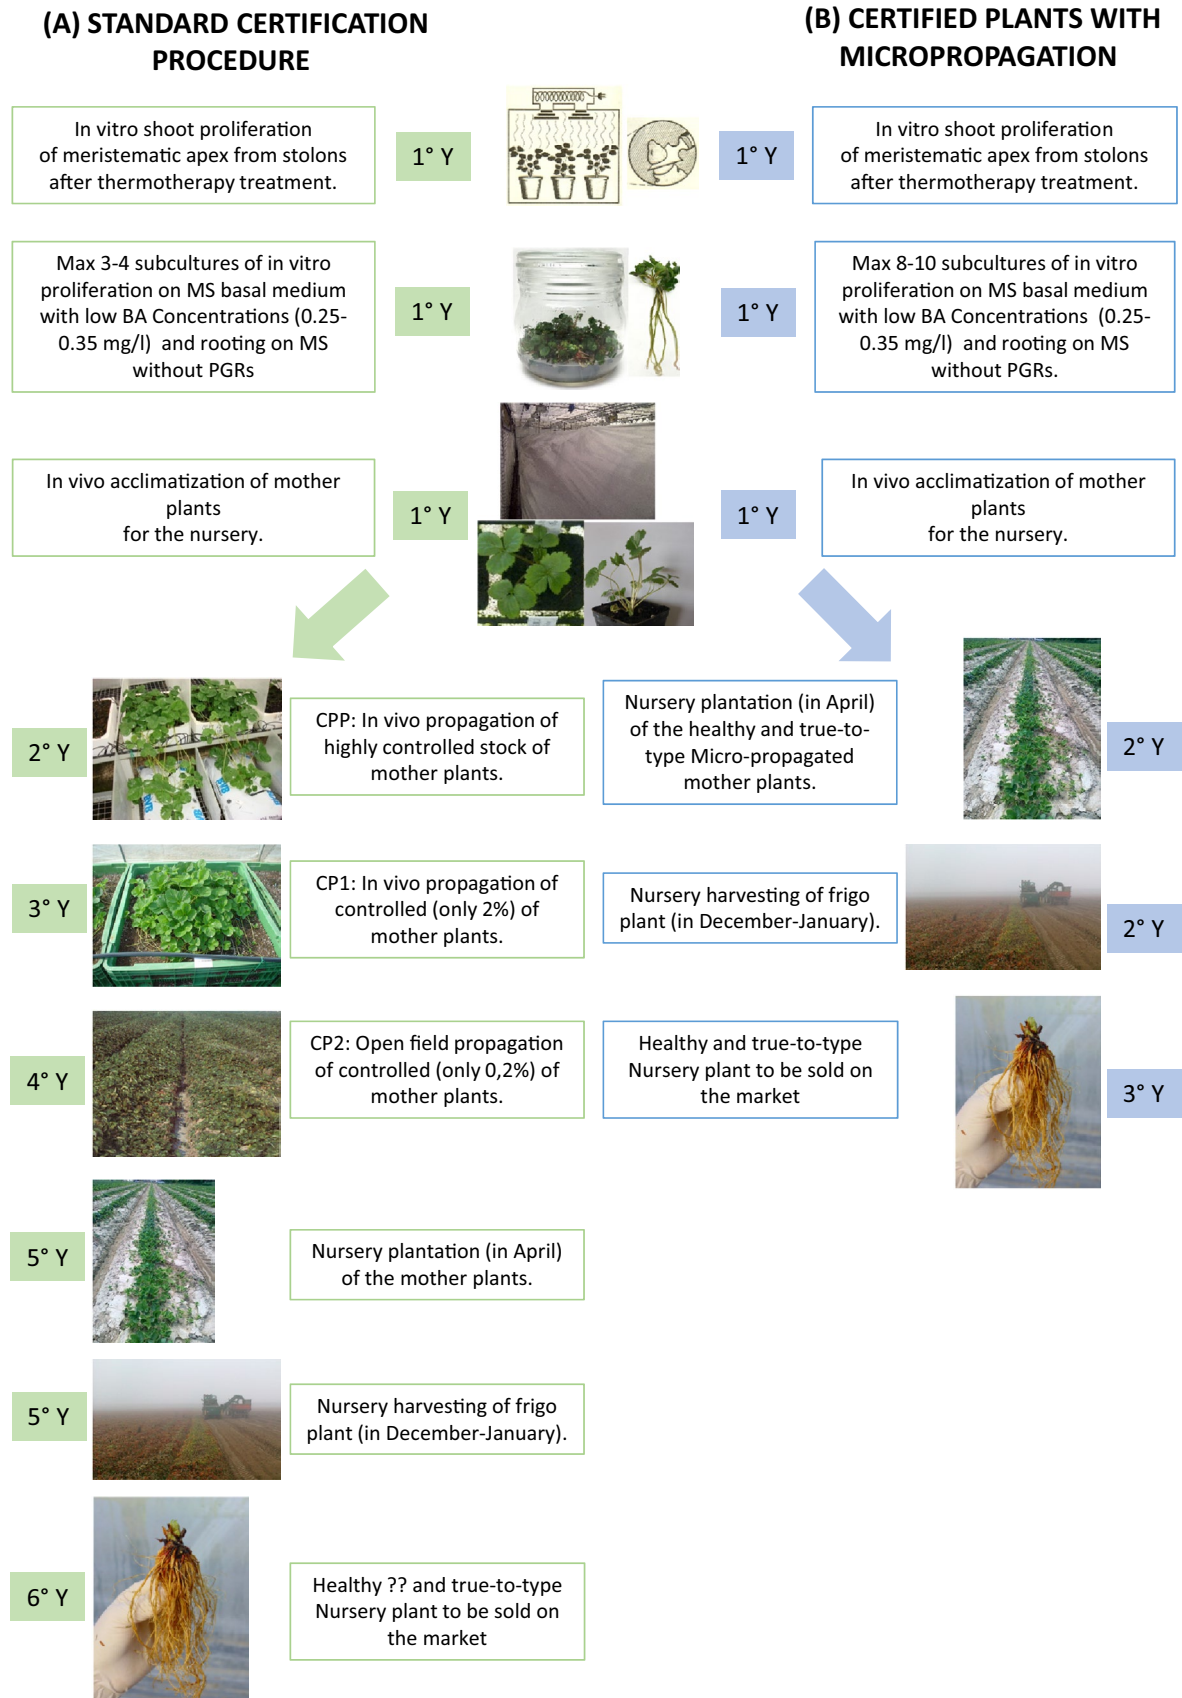 (A) STANDARD CERTIFICATION
PROCEDURE
(B) CERTIFIED PLANTS WITH
MICROPROPAGATION
In vitro shoot proliferation
of meristematic apex from stolons
after thermotherapy treatment.
1° Y
1° Y
In vitro shoot proliferation
of meristematic apex from stolons
after thermotherapy treatment.
Max 3-4 subcultures of in vitro
proliferation on MS basal medium
with low BA Concentrations (0.25-
0.35 mg/l) and rooting on MS
without PGRs
1° Y
1° Y
Max 8-10 subcultures of in vitro
proliferation on MS basal medium
with low BA Concentrations (0.25-
0.35 mg/l) and rooting on MS
without PGRs.
In vivo acclimatization of mother
plants
for the nursery.
1° Y
1° Y
In vivo acclimatization of mother
plants
for the nursery.
2° Y
CPP: In vivo propagation of
highly controlled stock of
mother plants.
Nursery plantation (in April)
of the healthy and true-to-
type Micro-propagated
mother plants.
2° Y
3° Y
CP1: In vivo propagation of
controlled (only 2%) of
mother plants.
Nursery harvesting of frigo
plant (in December-January).
2° Y
4° Y
CP2: Open field propagation
of controlled (only 0,2%) of
mother plants.
Healthy and true-to-type
Nursery plant to be sold on
the market
3° Y
5° Y
Nursery plantation (in April)
of the mother plants.
5° Y
Nursery harvesting of frigo
plant (in December-January).
6° Y
Healthy ?? and true-to-type
Nursery plant to be sold on
the market